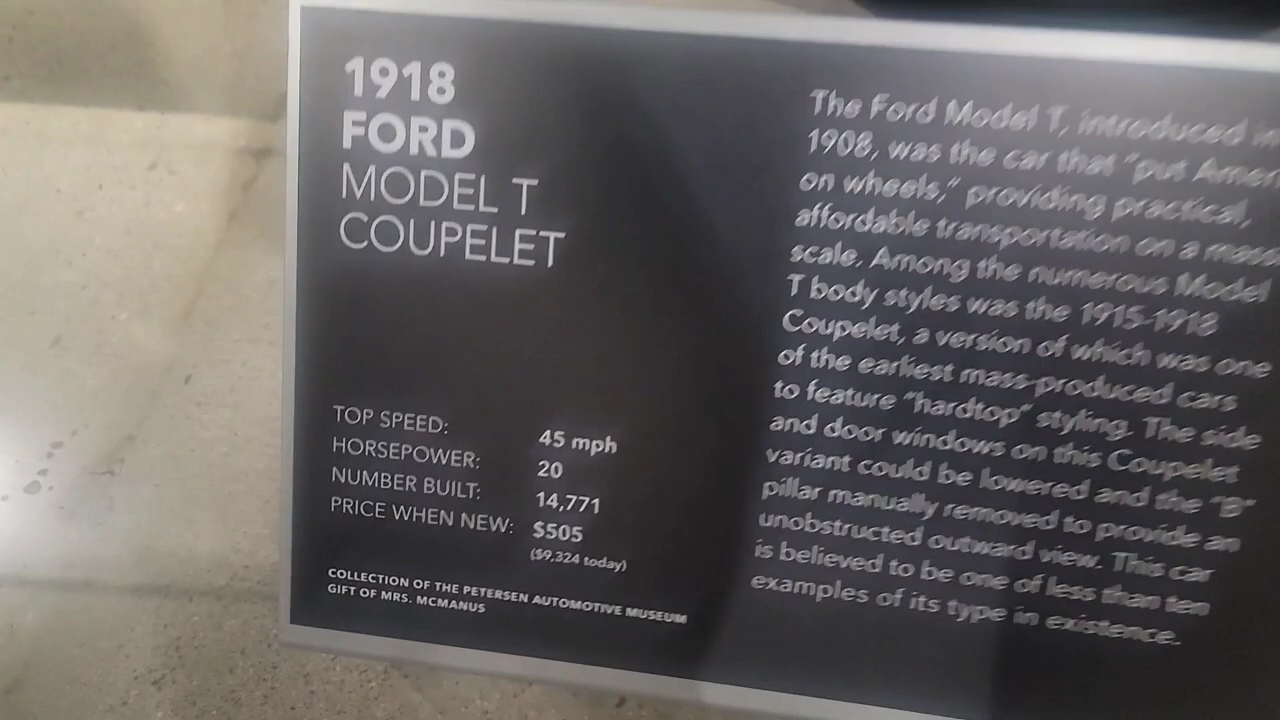 1918
FORD
MODEL T
COUPELET
TOP SPEED: 45 mph
HORSEPOWER: 20
NUMBER BUILT: 14,771
PRICE WHEN NEW: $505
($9,324 today)
COLLECTION OF THE PETERSEN AUTOMOTIVE MUSEUM
GIFT OF MRS. MCMANUS
The Ford Model T, introduced in
1908, was the car that "put Amer
on wheels," providing practical,
affordable transportation on a mass
scale. Among the numerous Model
T body styles was the 1915-1918
Coupelet, a version of which was one
of the earliest mass-produced cars
to feature "hardtop" styling. The side
and door windows on this Coupelet
variant could be lowered and the "B"
pillar manually removed to provide an
unobstructed outward view. This car
is believed to be one of less than ten
examples of its type in existence.